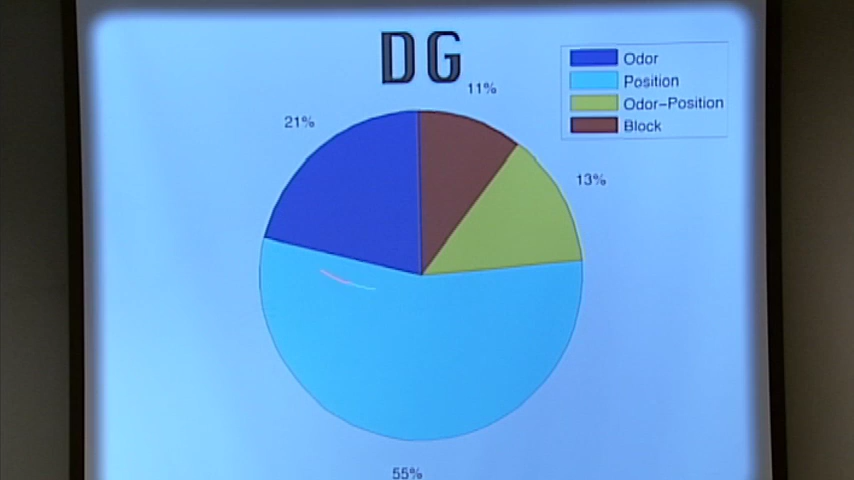 DG
11%
21%
13%
55%
Odor
Position
Odor-Position
Block